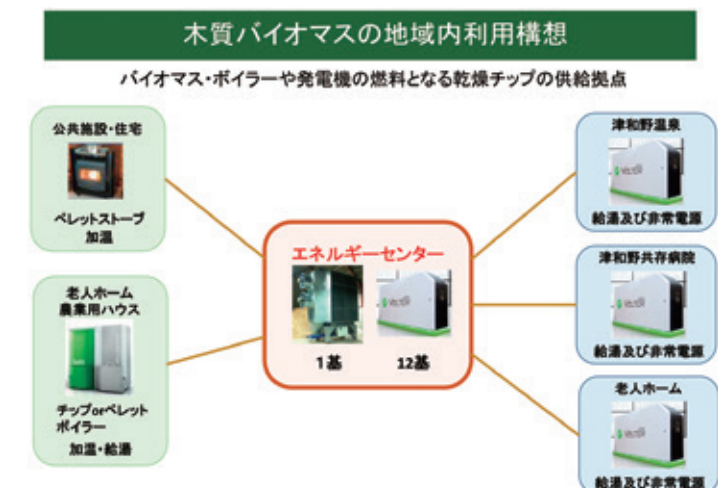 木質バイオマスの地域内利用構想
バイオマス・ボイラーや発電機の燃料となる乾燥チップの供給拠点
公共施設・住宅
ペレットストーブ
加温
老人ホーム
農業用ハウス
チップorペレット
ボイラー
加温・給湯
エネルギーセンター
1基
12基
津和野温泉
給湯及び非常電源
津和野共存病院
給湯及び非常電源
老人ホーム
給湯及び非常電源